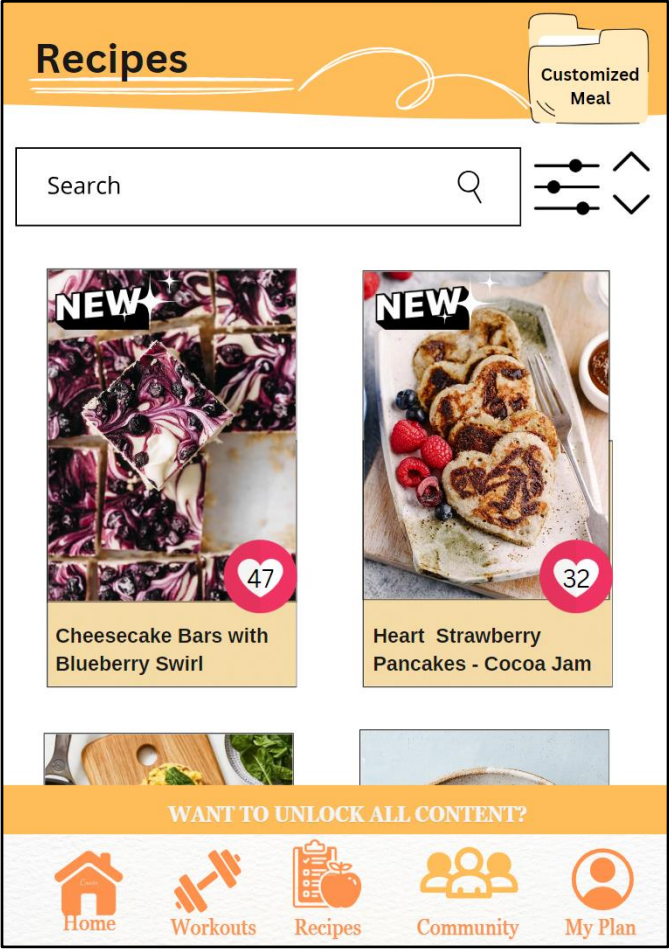 Recipes
Customized
Meal
Search
NEW
NEW
47
32
Cheesecake Bars with
Blueberry Swirl
Heart Strawberry
Pancakes - Cocoa Jam
WANT TO UNLOCK ALL CONTENT?
Home
Workouts
Recipes
Community
My Plan